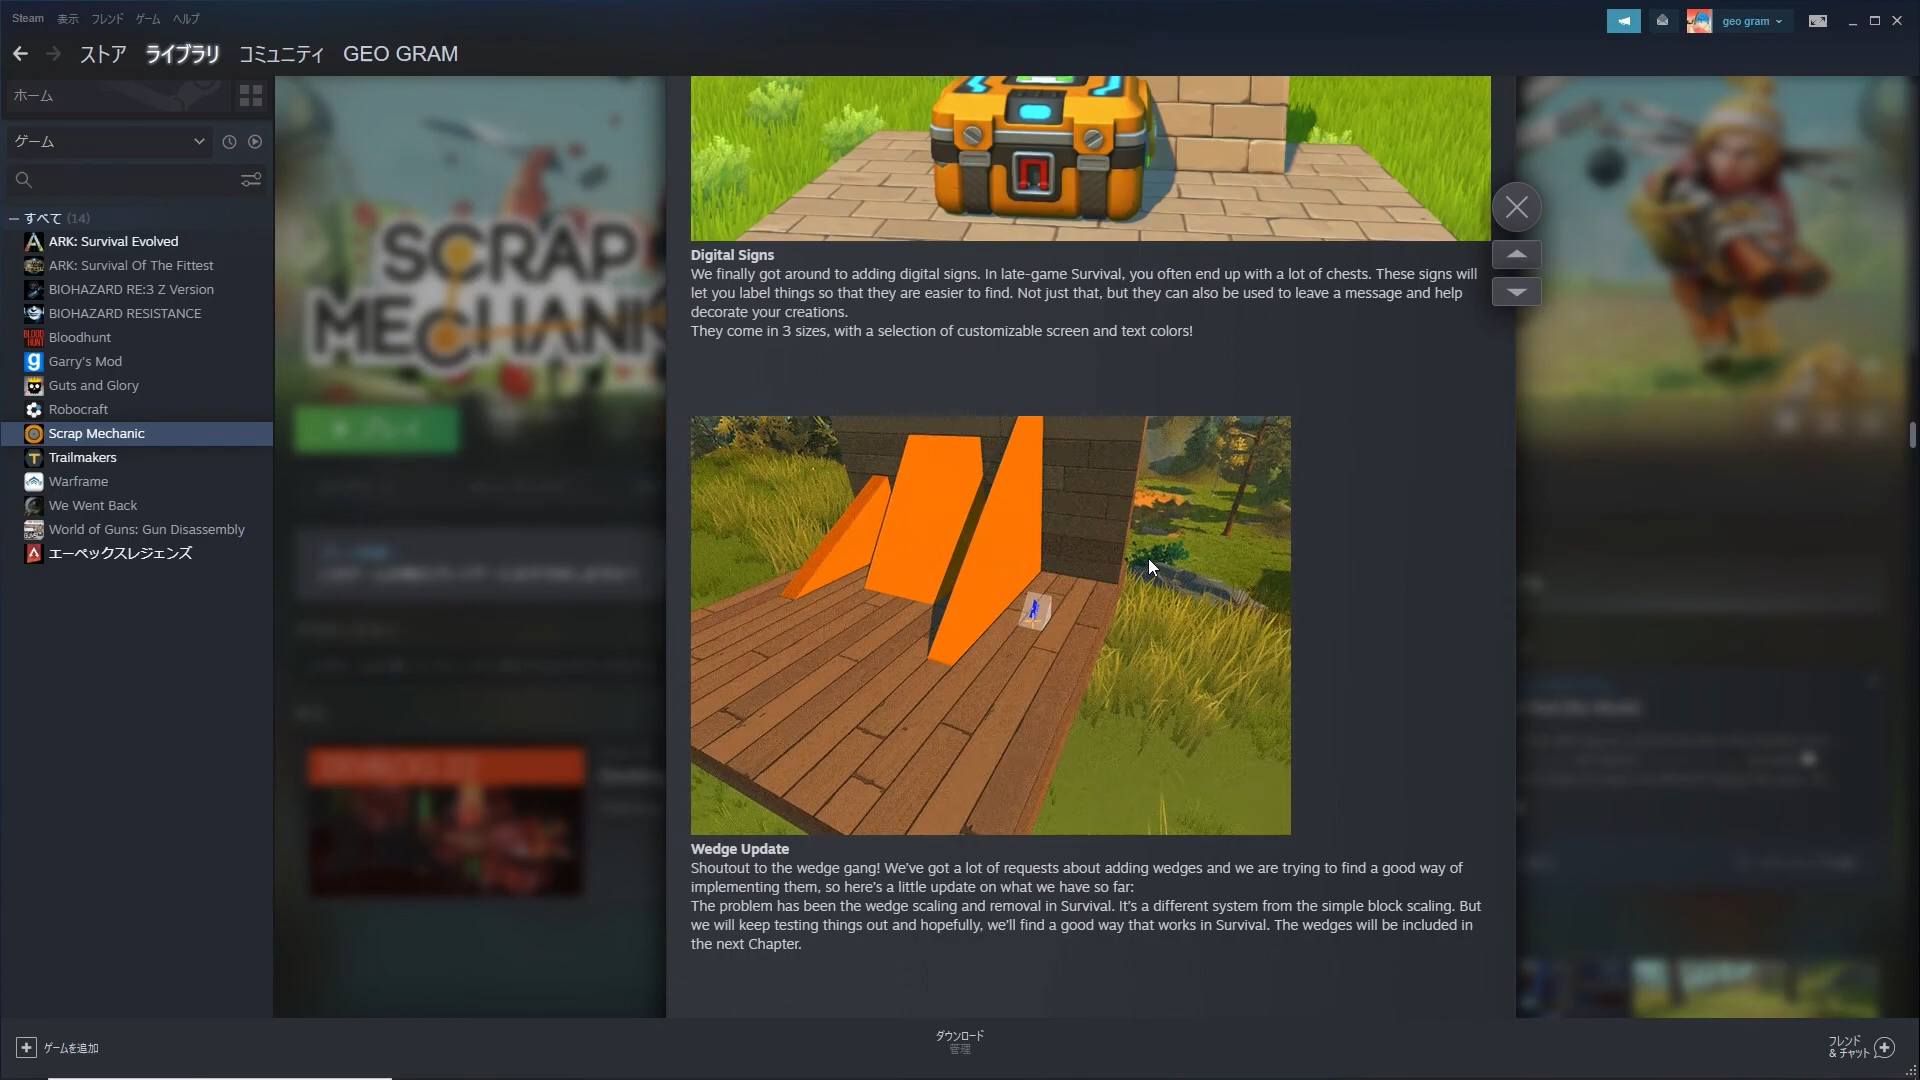 Steam 表示 フレンド ゲーム ヘルプ
geo gram
ストア ライブラリ コミュニティ GEO GRAM
ホーム
ゲーム
すべて (14)
ARK: Survival Evolved
ARK: Survival Of The Fittest
BIOHAZARD RE:3 Z Version
BIOHAZARD RESISTANCE
Bloodhunt
Garry's Mod
Guts and Glory
Robocraft
Scrap Mechanic
Trailmakers
Warframe
We Went Back
World of Guns: Gun Disassembly
エーペックスレジェンズ
SCRAP
MECHANIC
プレイ
Digital Signs
We finally got around to adding digital signs. In late-game Survival, you often end up with a lot of chests. These signs will
let you label things so that they are easier to find. Not just that, but they can also be used to leave a message and help
decorate your creations.
They come in 3 sizes, with a selection of customizable screen and text colors!
Wedge Update
Shoutout to the wedge gang! We've got a lot of requests about adding wedges and we are trying to find a good way of
implementing them, so here's a little update on what we have so far:
The problem has been the wedge scaling and removal in Survival. It's a different system from the simple block scaling. But
we will keep testing things out and hopefully, we'll find a good way that works in Survival. The wedges will be included in
the next Chapter.
ゲームを追加
ダウンロード
管理
フレンド
& チャット